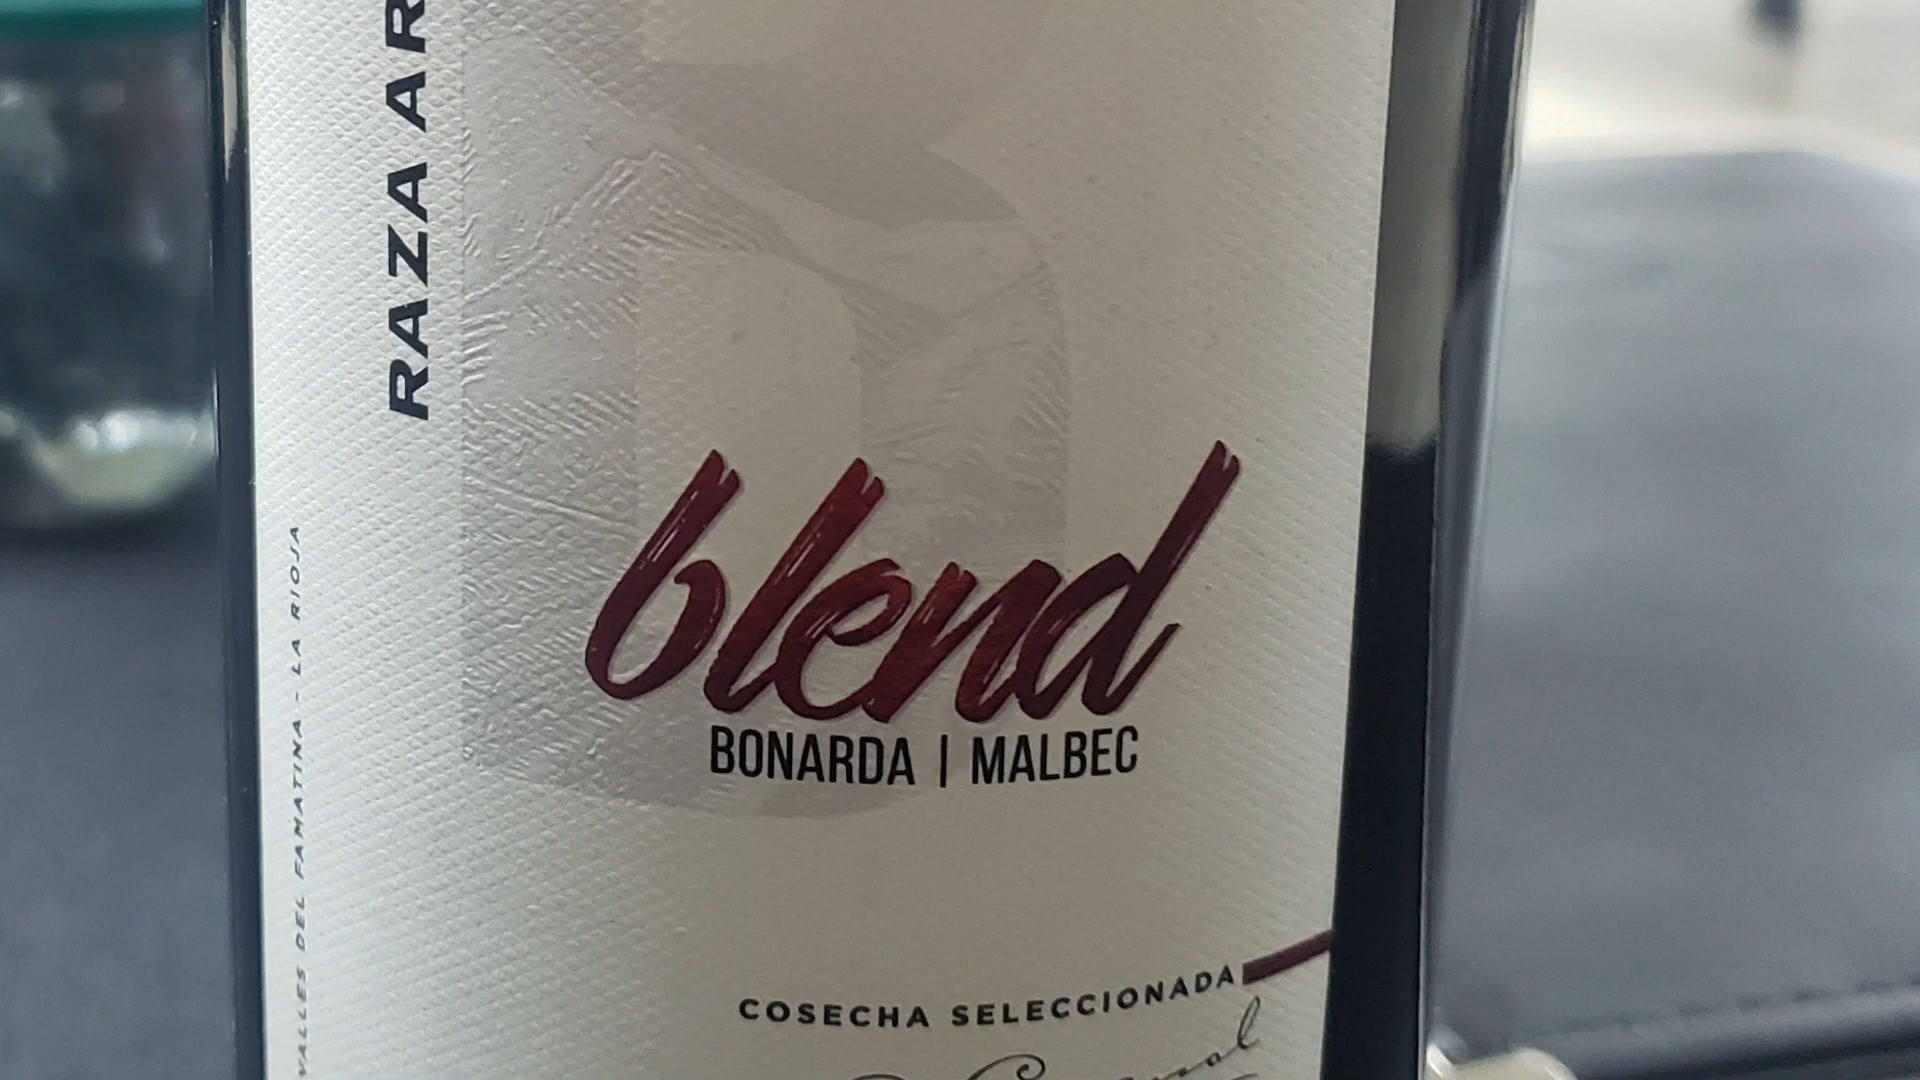 RAZA AR
VALLES DEL FAMATINA - LA RIOJA
blend
BONARDA | MALBEC
COSECHA SELECCIONADA